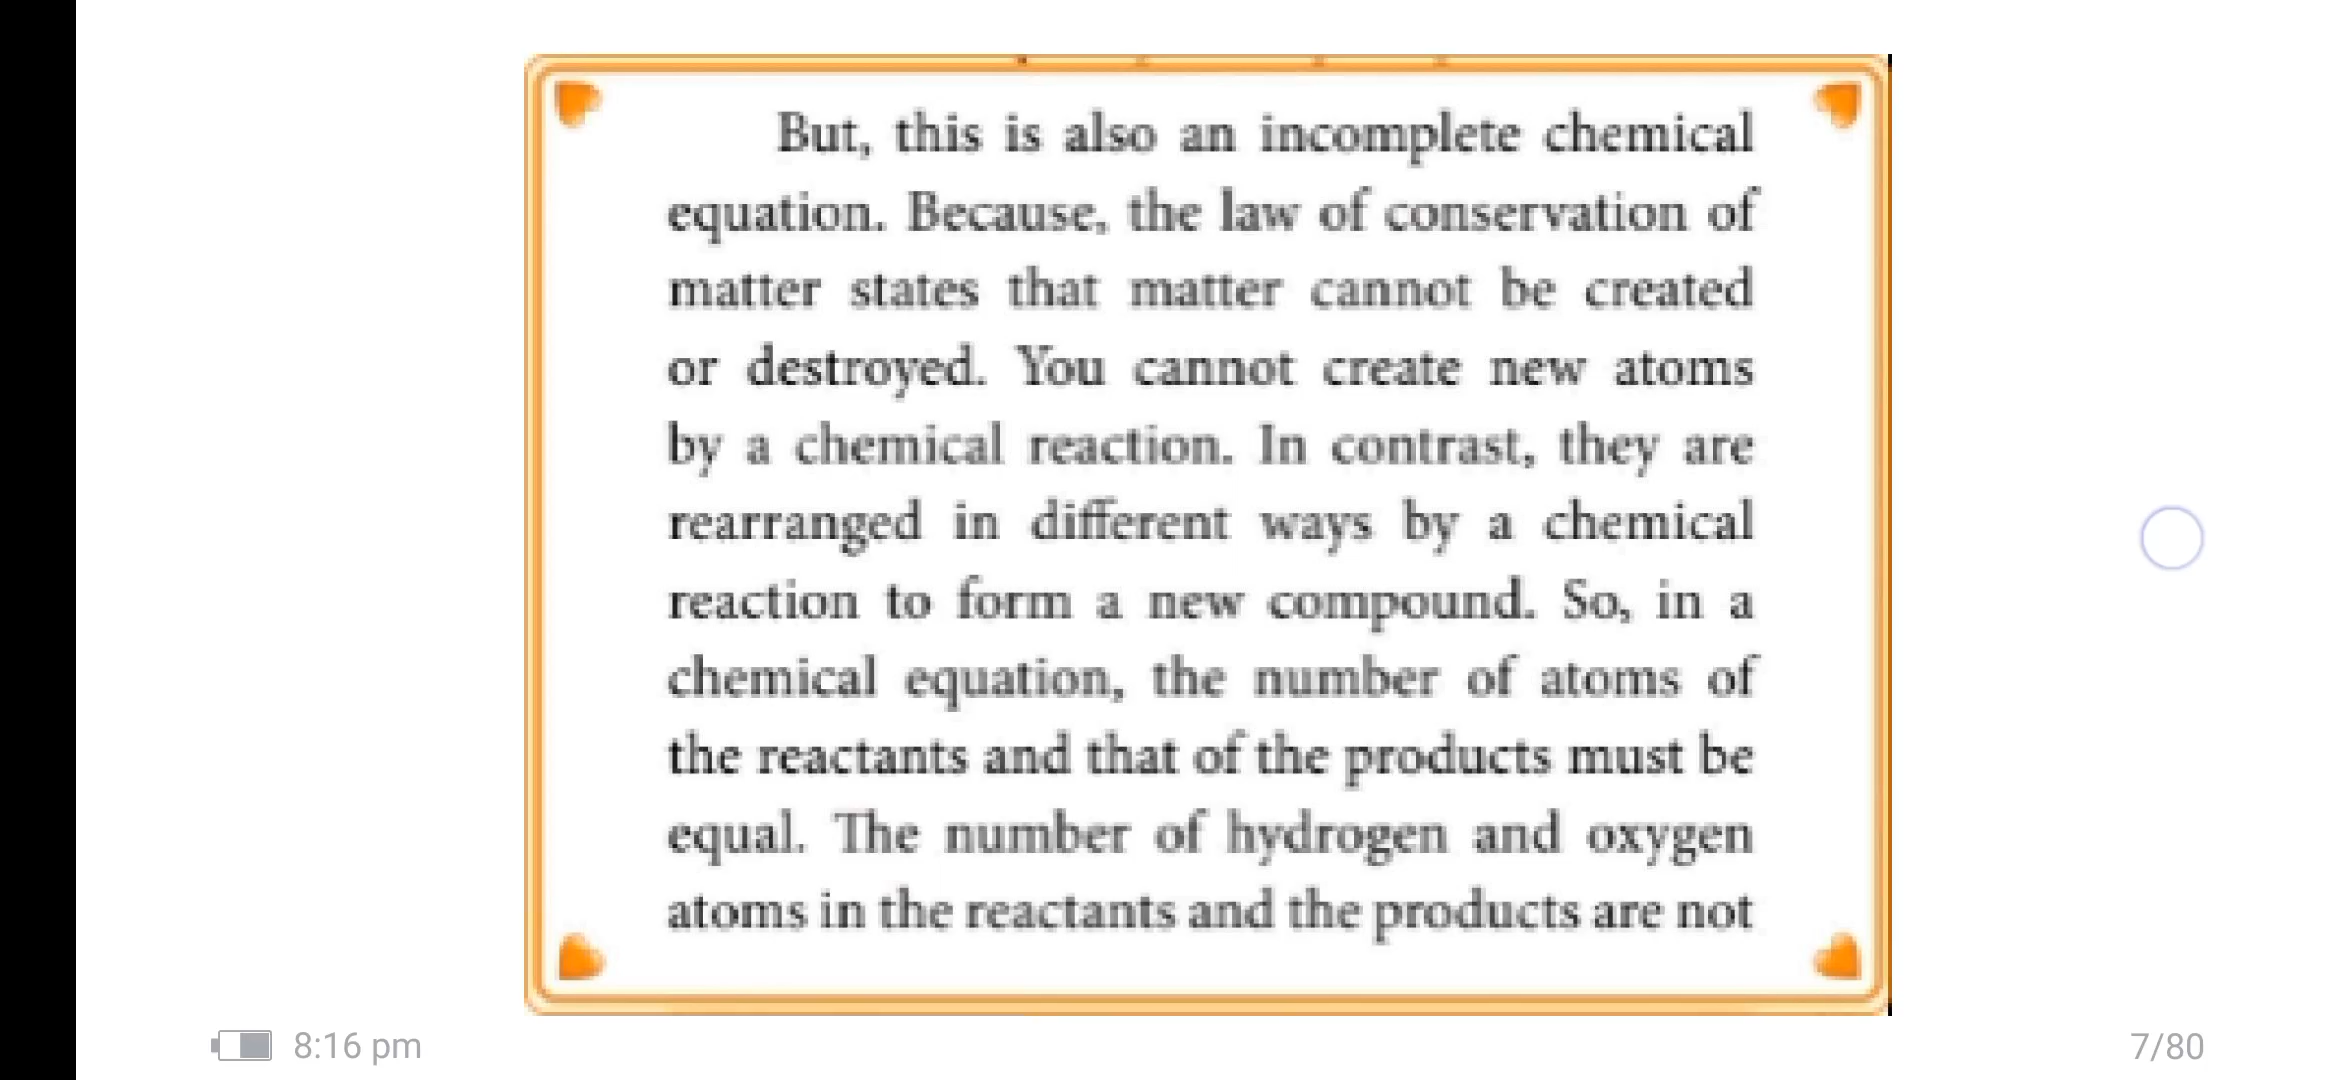 But, this is also an incomplete chemical
equation. Because, the law of conservation of
matter states that matter cannot be created
or destroyed. You cannot create new atoms
by a chemical reaction. In contrast, they are
rearranged in different ways by a chemical
reaction to form a new compound. So, in a
chemical equation, the number of atoms of
the reactants and that of the products must be
equal. The number of hydrogen and oxygen
atoms in the reactants and the products are not
8:16 pm
7/80